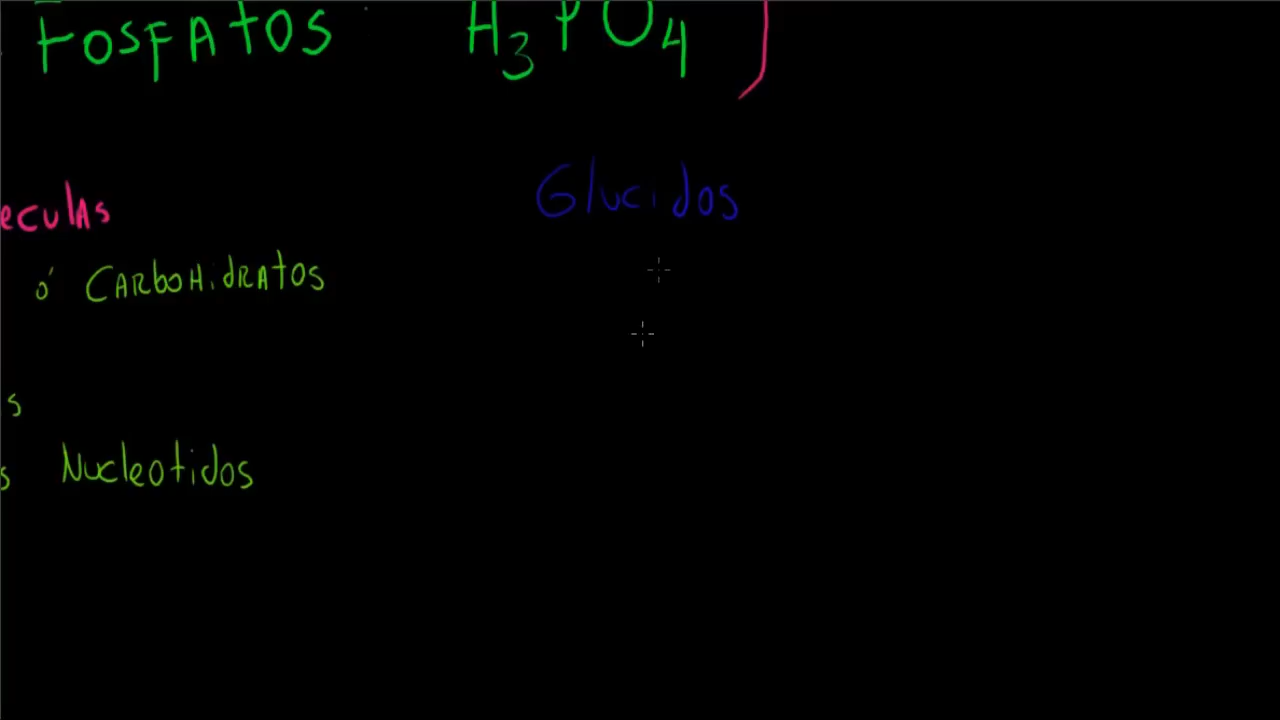 FOSFATOS H3PO4 )
Glucidos
eculas
ó CARbOHidRAtOS
s
s Nucleotidos